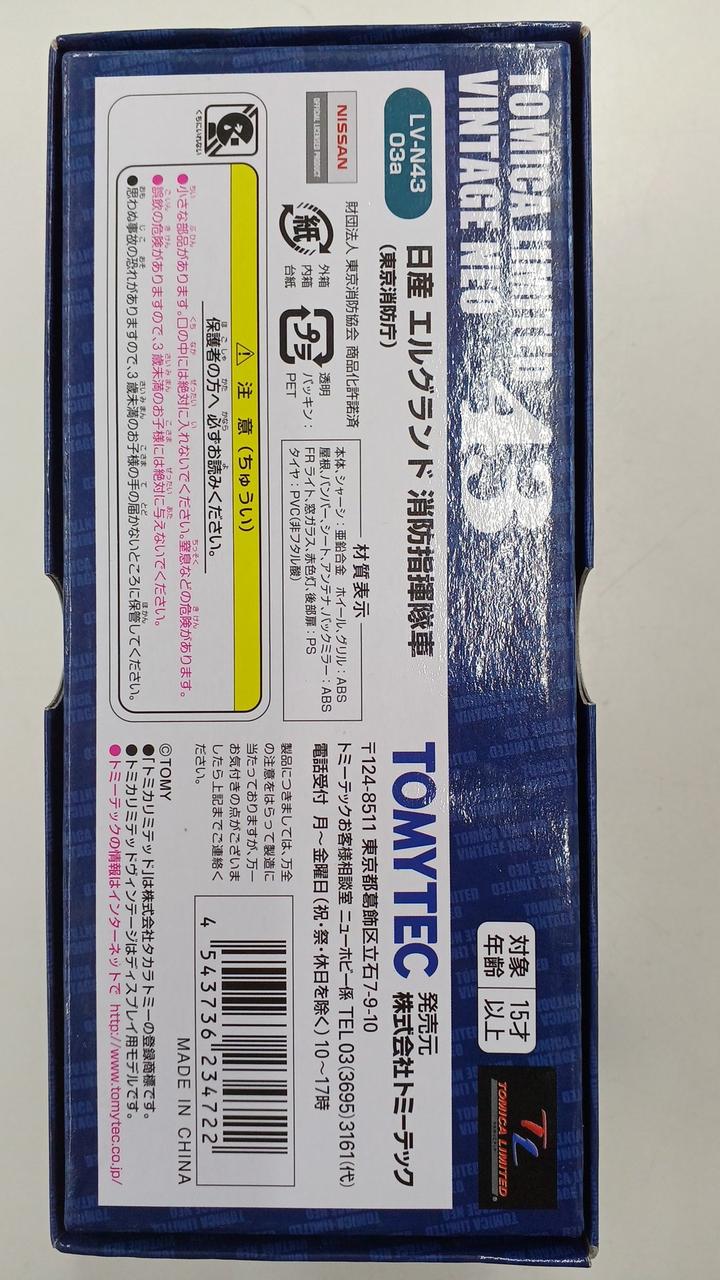 TOMICA LIMITED
VINTAGE NEO
43
対象年齢
15才以上
TOMICA LIMITED
LV-N43
03a
日産 エルグランド 消防指揮隊車
(東京消防庁)
NISSAN
OFFICIAL LICENSED PRODUCT
財団法人 東京消防協会 商品化許諾済
紙
外箱
内箱
台紙
プラ
透明
パッキン:
PET
材質表示
本体、シャーシ:亜鉛合金 ホイール、グリル:ABS
屋根、バンパー、シート、アンテナ、バックミラー:ABS
FRライト、窓ガラス、赤色灯、後部扉:PS
タイヤ:PVC(非フタル酸)
くちにいれない
注意(ちゅうい)
保護者の方へ 必ずお読みください。
●小さな部品があります。口の中には絶対に入れないでください。窒息などの危険があります。
●誤飲の危険がありますので、3歳未満のお子様には絶対に与えないでください。
●思わぬ事故の恐れがありますので、3歳未満のお子様の手の届かないところに保管してください。
TOMYTEC
発売元
株式会社トミーテック
〒124-8511 東京都葛飾区立石7-9-10
トミーテックお客様相談室 ニューホビー係 TEL 03(3695)3161(代)
電話受付 月~金曜日(祝・祭・休日を除く)10~17時
製品につきましては、万全
の注意をはらって製造に
当たっておりますが、万一
お気付きの点がございま
したら上記までご連絡く
ださい。
4 543736 234722
MADE IN CHINA
©TOMY
●「トミカリミテッド」は株式会社タカラトミーの登録商標です。
●トミカリミテッドヴィンテージはディスプレイ用モデルです。
●トミーテックの情報はインターネットで http://www.tomytec.co.jp/